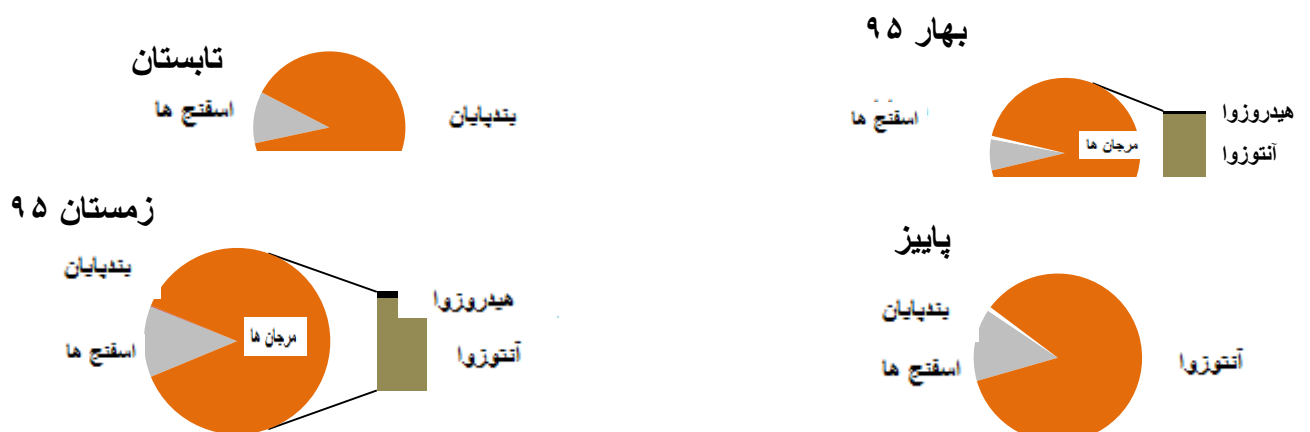 بهار ۹۵
هیدروزوا
اسفنج ها
مرجان ها
آنتوزوا
تابستان
اسفنج ها
بندپایان
پاییز
بندپایان
اسفنج ها
آنتوزوا
زمستان ۹۵
بندپایان
هیدروزوا
مرجان ها
اسفنج ها
آنتوزوا